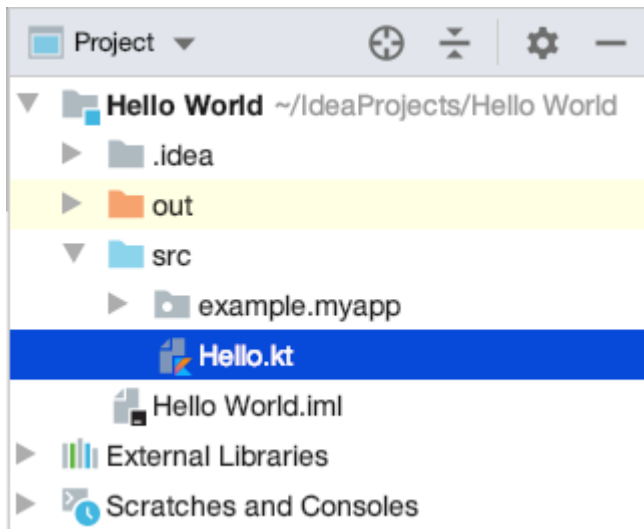 Project
Hello World ~/IdeaProjects/Hello World
.idea
out
src
example.myapp
Hello.kt
Hello World.iml
External Libraries
Scratches and Consoles